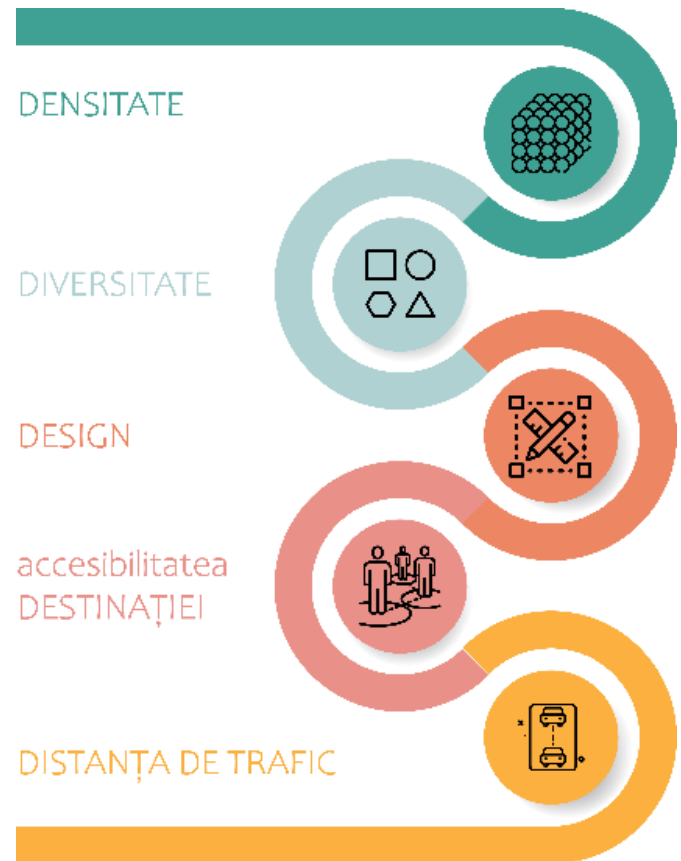 DENSITATE
DIVERSITATE
DESIGN
accesibilitatea
DESTINAȚIEI
DISTANȚA DE TRAFIC